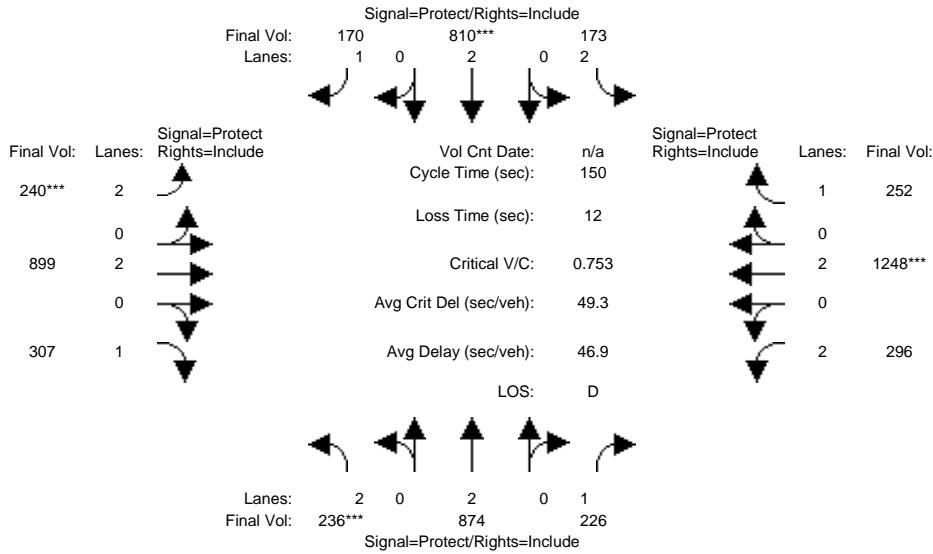 Signal=Protect/Rights=Include
Final Vol: 170 810*** 173
Lanes: 1 0 2 0 2
Signal=Protect Signal=Protect
Final Vol: Lanes: Rights=Include Vol Cnt Date: n/a Rights=Include Lanes: Final Vol:
Cycle Time (sec): 150
240*** 2 1 252
Loss Time (sec): 12
0 0
899 2 Critical V/C: 0.753 2 1248***
0 Avg Crit Del (sec/veh): 49.3 0
307 1 Avg Delay (sec/veh): 46.9 2 296
LOS: D
Lanes: 2 0 2 0 1
Final Vol: 236*** 874 226
Signal=Protect/Rights=Include